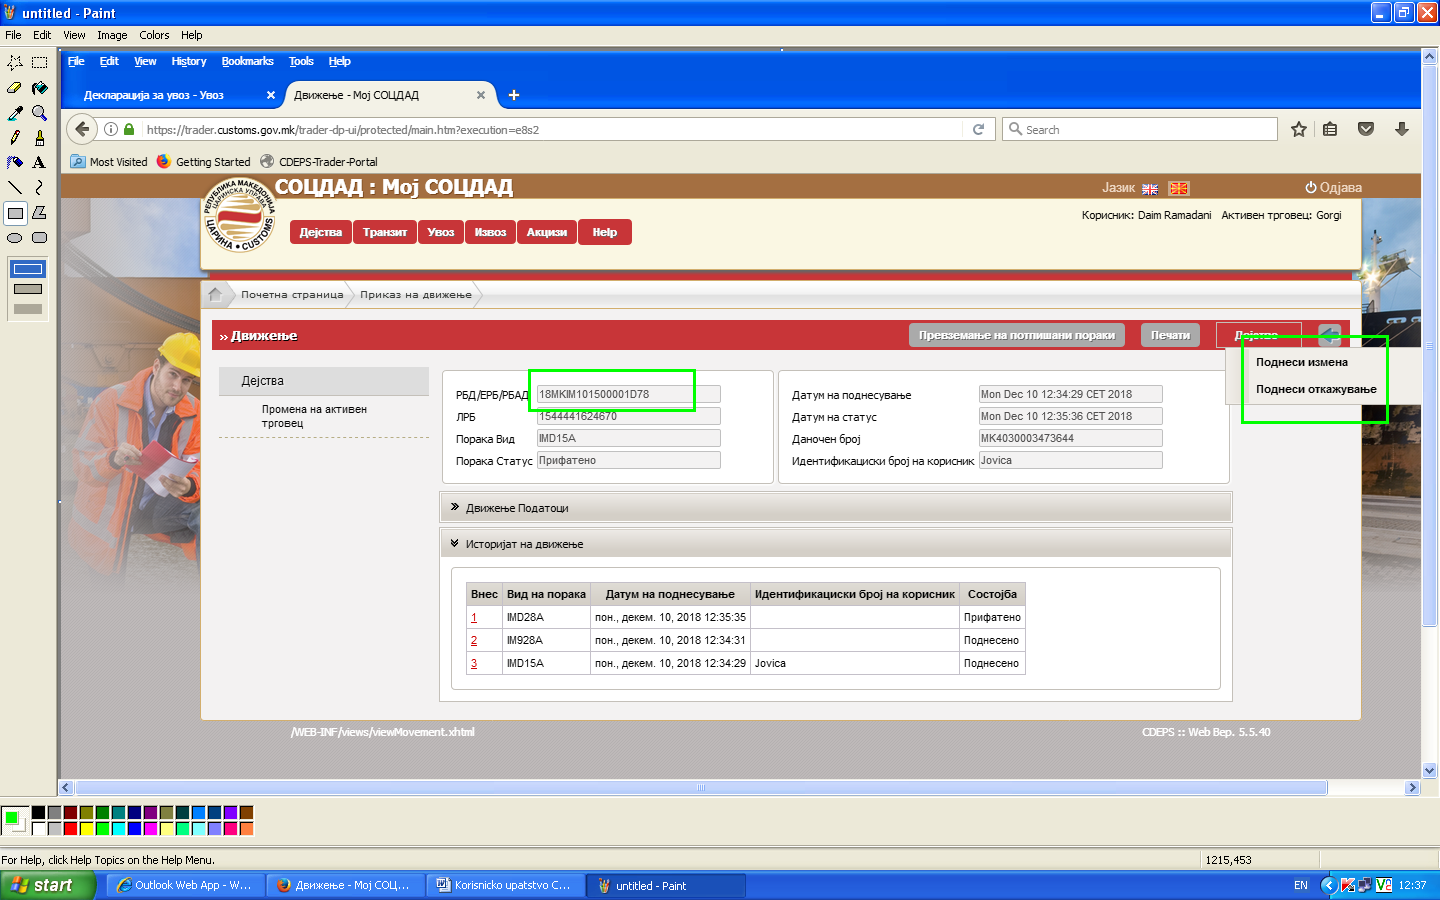 untitled - Paint
File Edit View Image Colors Help
File Edit View History Bookmarks Tools Help
Декларација за увоз - Увоз
Движење - Мој СОЦДАД
https://trader.customs.gov.mk/trader-dp-ui/protected/main.htm?execution=e8s2
Search
Most Visited Getting Started CDEPS-Trader-Portal
РЕПУБЛИКА МАКЕДОНИЈА
ЦАРИНСКА УПРАВА
ЦАРИНА • CUSTOMS
СОЦДАД : Мој СОЦДАД
Јазик
Одјава
Корисник: Daim Ramadani Активен трговец: Gorgi
Дејства Транзит Увоз Извоз Акцизи Help
Почетна страница Приказ на движење
›› Движење
Превземање на потпишани пораки Печати Дејства
Поднеси измена
Поднеси откажување
Дејства
Промена на активен
трговец
РБД/ЕРБ/РБАД 18MKIM101500001D78
ЛРБ 1544441624670
Порака Вид IMD15A
Порака Статус Прифатено
Датум на поднесување Mon Dec 10 12:34:29 CET 2018
Датум на статус Mon Dec 10 12:35:36 CET 2018
Даночен број MK4030003473644
Идентификациски број на корисник Jovica
Движење Податоци
Историјат на движење
Внес Вид на порака Датум на поднесување Идентификациски број на корисник Состојба
1 IMD28A пон., декем. 10, 2018 12:35:35 Прифатено
2 IM928A пон., декем. 10, 2018 12:34:31 Поднесено
3 IMD15A пон., декем. 10, 2018 12:34:29 Jovica Поднесено
/WEB-INF/views/viewMovement.xhtml
CDEPS :: Web Вер. 5.5.40
For Help, click Help Topics on the Help Menu.
1215,453
start
Outlook Web App - W...
Движење - Мој СОЦ...
Korisnicko upatstvo C...
untitled - Paint
EN
12:37